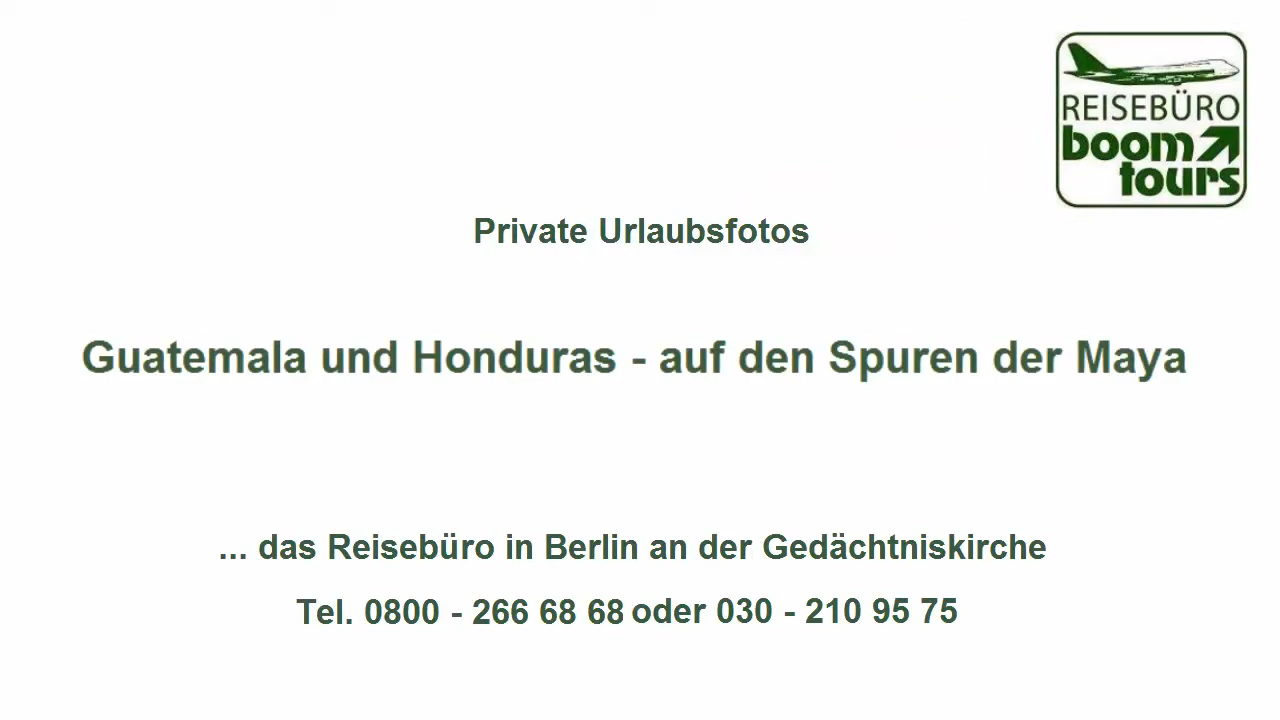 REISEBÜRO
boom
tours
Private Urlaubsfotos
Guatemala und Honduras - auf den Spuren der Maya
... das Reisebüro in Berlin an der Gedächtniskirche
Tel. 0800 - 266 68 68 oder 030 - 210 95 75